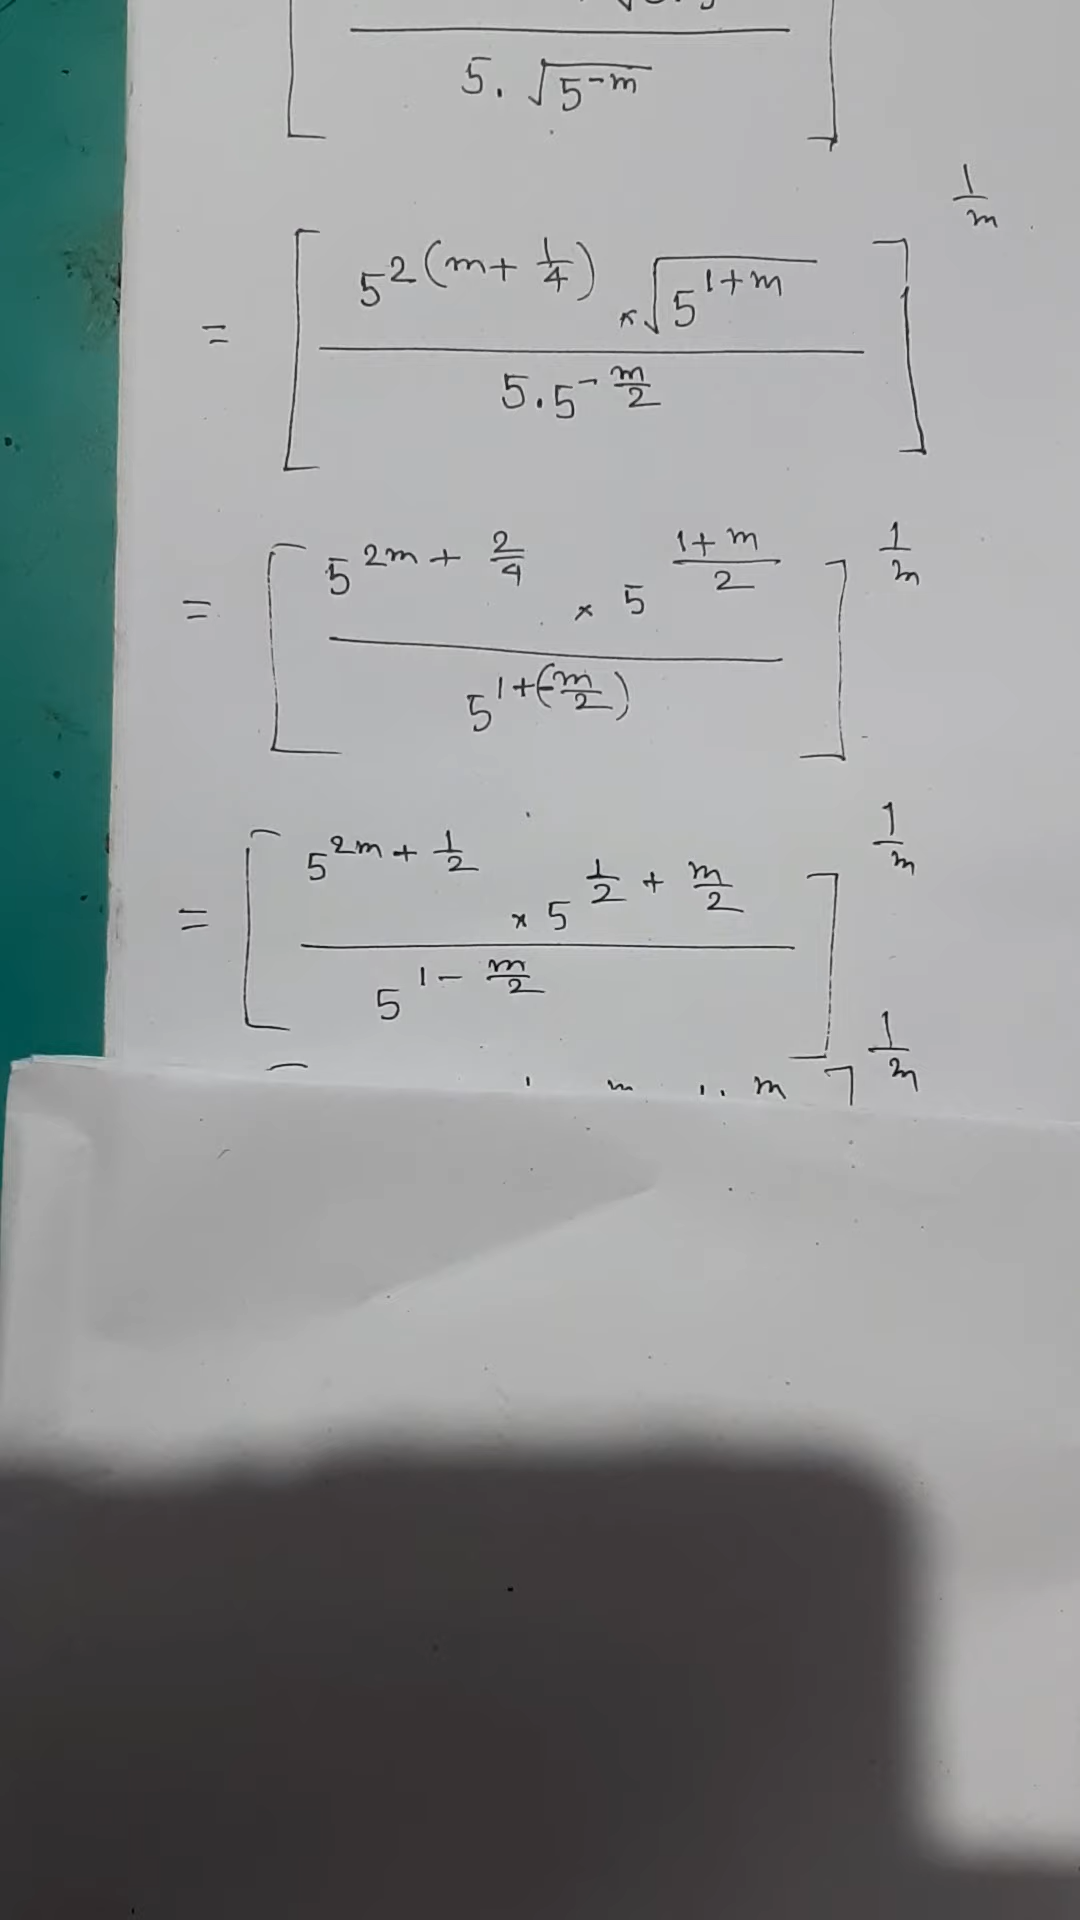 5. √5^-m
= [ 5^2(m + 1/4) × √5^1+m / 5.5^-m/2 ]^1/m
= [ 5^2m + 2/4 × 5^1+m/2 / 5^1+(-m/2) ]^1/m
= [ 5^2m + 1/2 × 5^1/2 + m/2 / 5^1 - m/2 ]^1/m
1/m